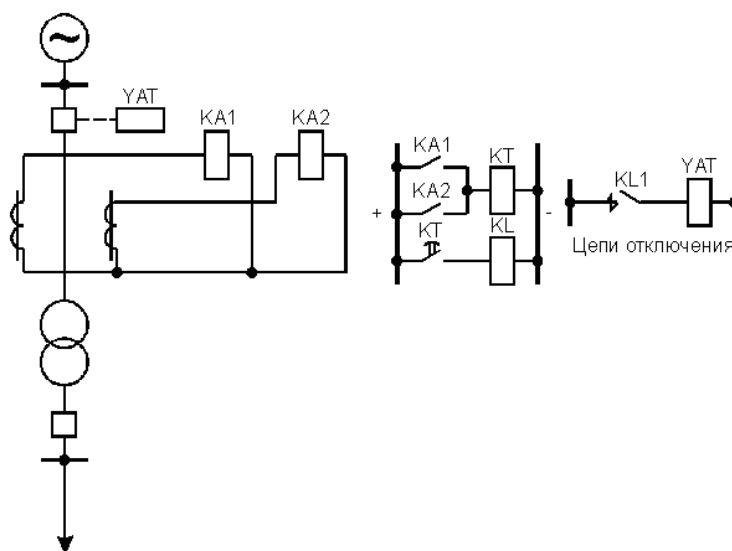 ~
YAT
KA1
KA2
KA1
KA2
KT
KT
KL
+
-
KL1
YAT
Цепи отключения